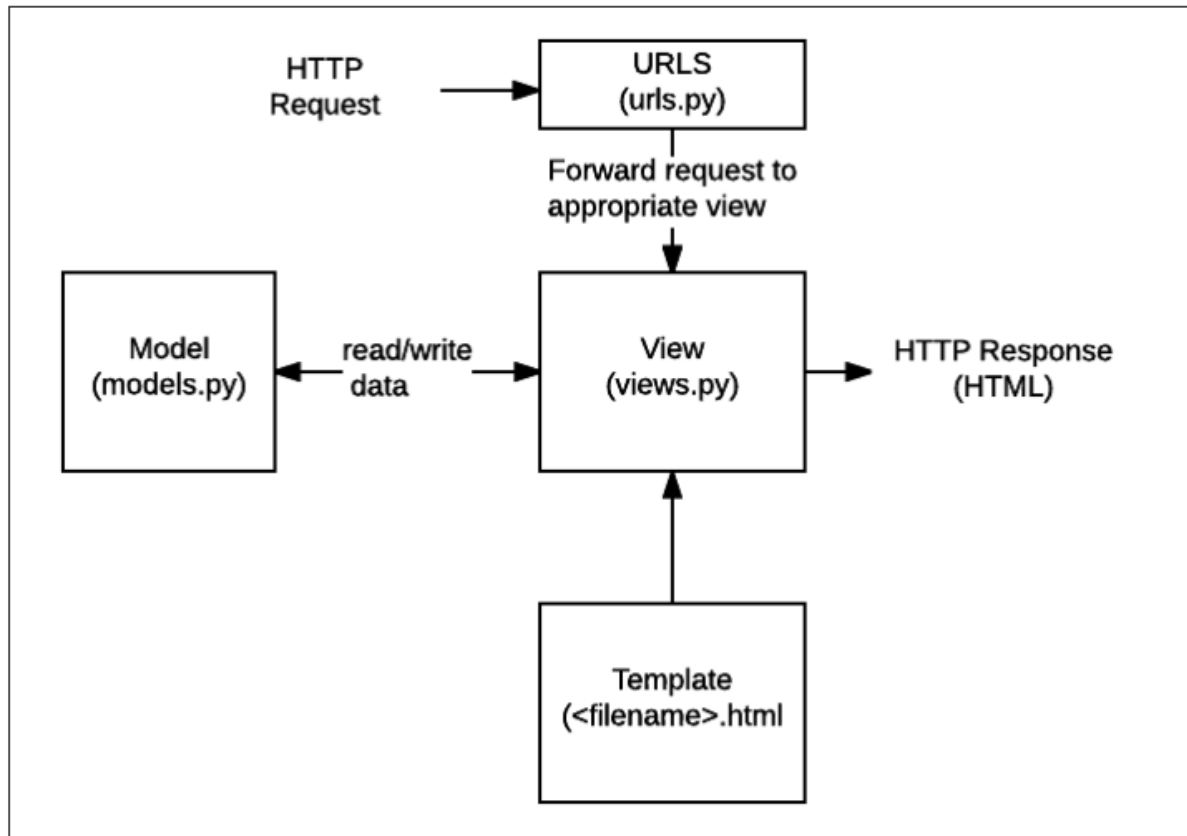 HTTP
Request
URLS
(urls.py)
Forward request to
appropriate view
Model
(models.py)
read/write
data
View
(views.py)
HTTP Response
(HTML)
Template
(<filename>.html